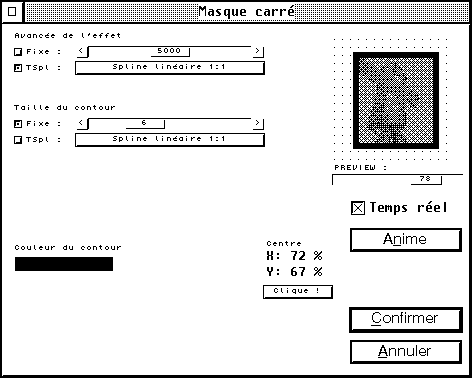 Masque carré
Avancée de l'effet
Fixe :
< 5000 >
TSpl :
Spline linéaire 1:1
Taille du contour
Fixe :
< 6 >
TSpl :
Spline linéaire 1:1
PREVIEW :
78
Temps réel
Anime
Couleur du contour
Centre
X: 72 %
Y: 67 %
Clique !
Confirmer
Annuler